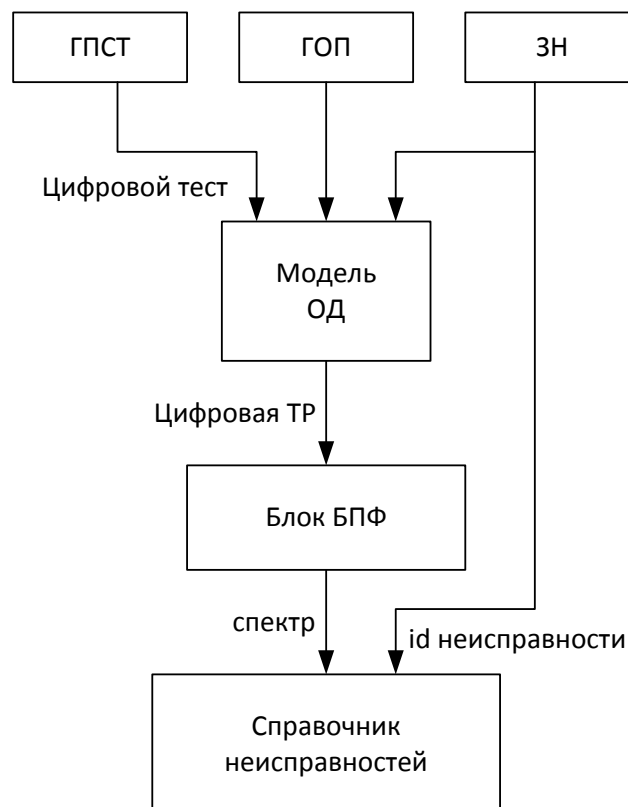 ГПСТ
ГОП
ЗН
Цифровой тест
Модель
ОД
Цифровая ТР
Блок БПФ
спектр
id неисправности
Справочник
неисправностей